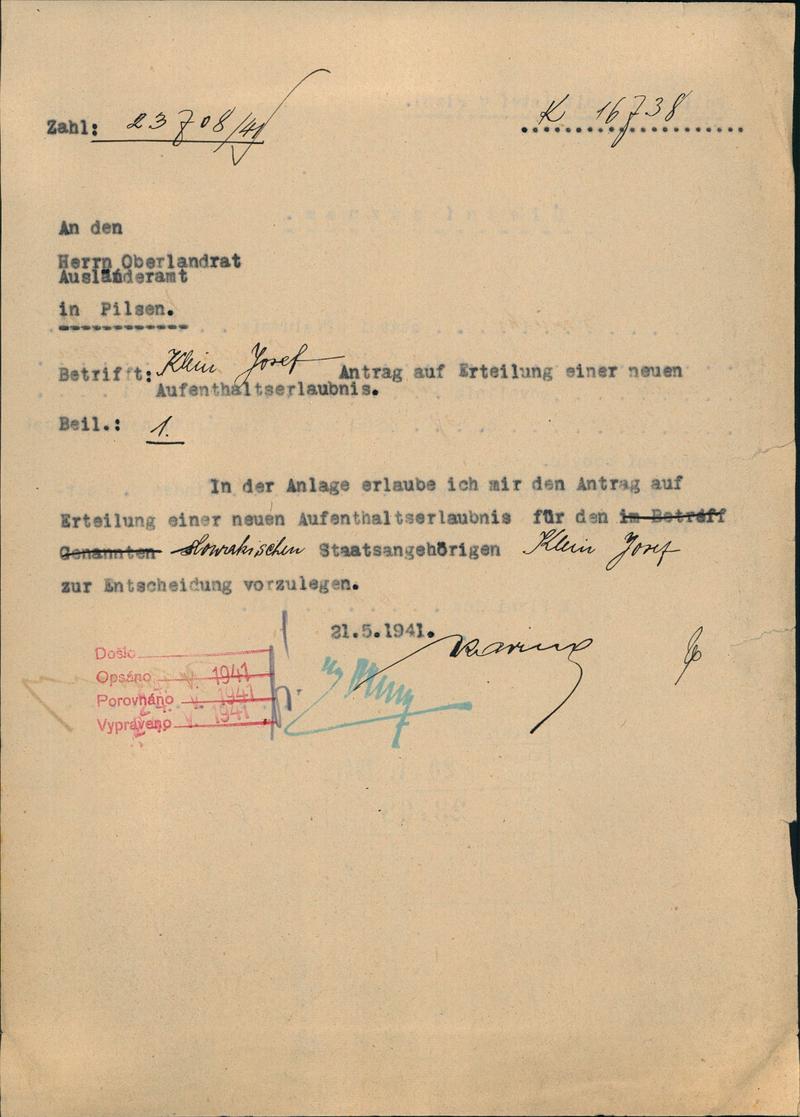 Zahl: 23708/41
K 16738
An den
Herrn Oberlandrat
Ausländeramt
in Pilsen.
Betrifft: Klein Josef Antrag auf Erteilung einer neuen
Aufenthaltserlaubnis.
Beil.: 1.
In der Anlage erlaube ich mir den Antrag auf
Erteilung einer neuen Aufenthaltserlaubnis für den im Betreff
Genannten slowakischen Staatsangehörigen Klein Josef
zur Entscheidung vorzulegen.
21.5.1941.
Došlo
Opsáno V. 1941
Porovnáno V. 1941
Vypraveno V. 1941